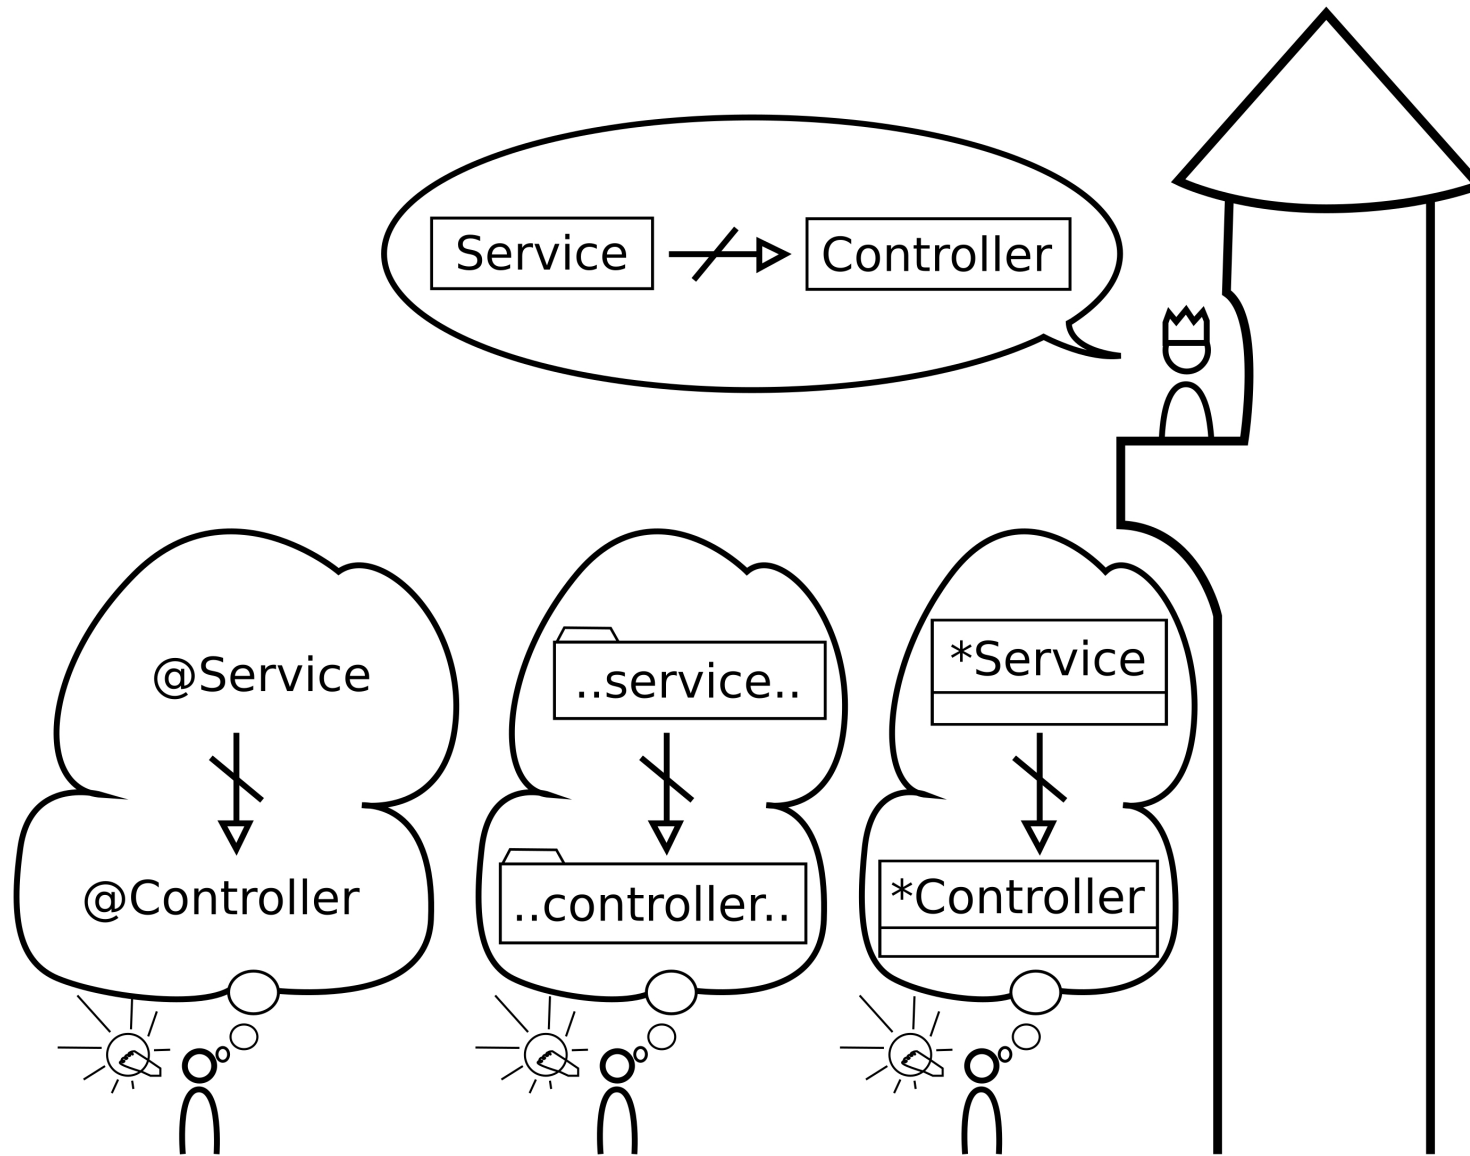 Service
Controller
@Service
@Controller
..service..
..controller..
*Service
*Controller